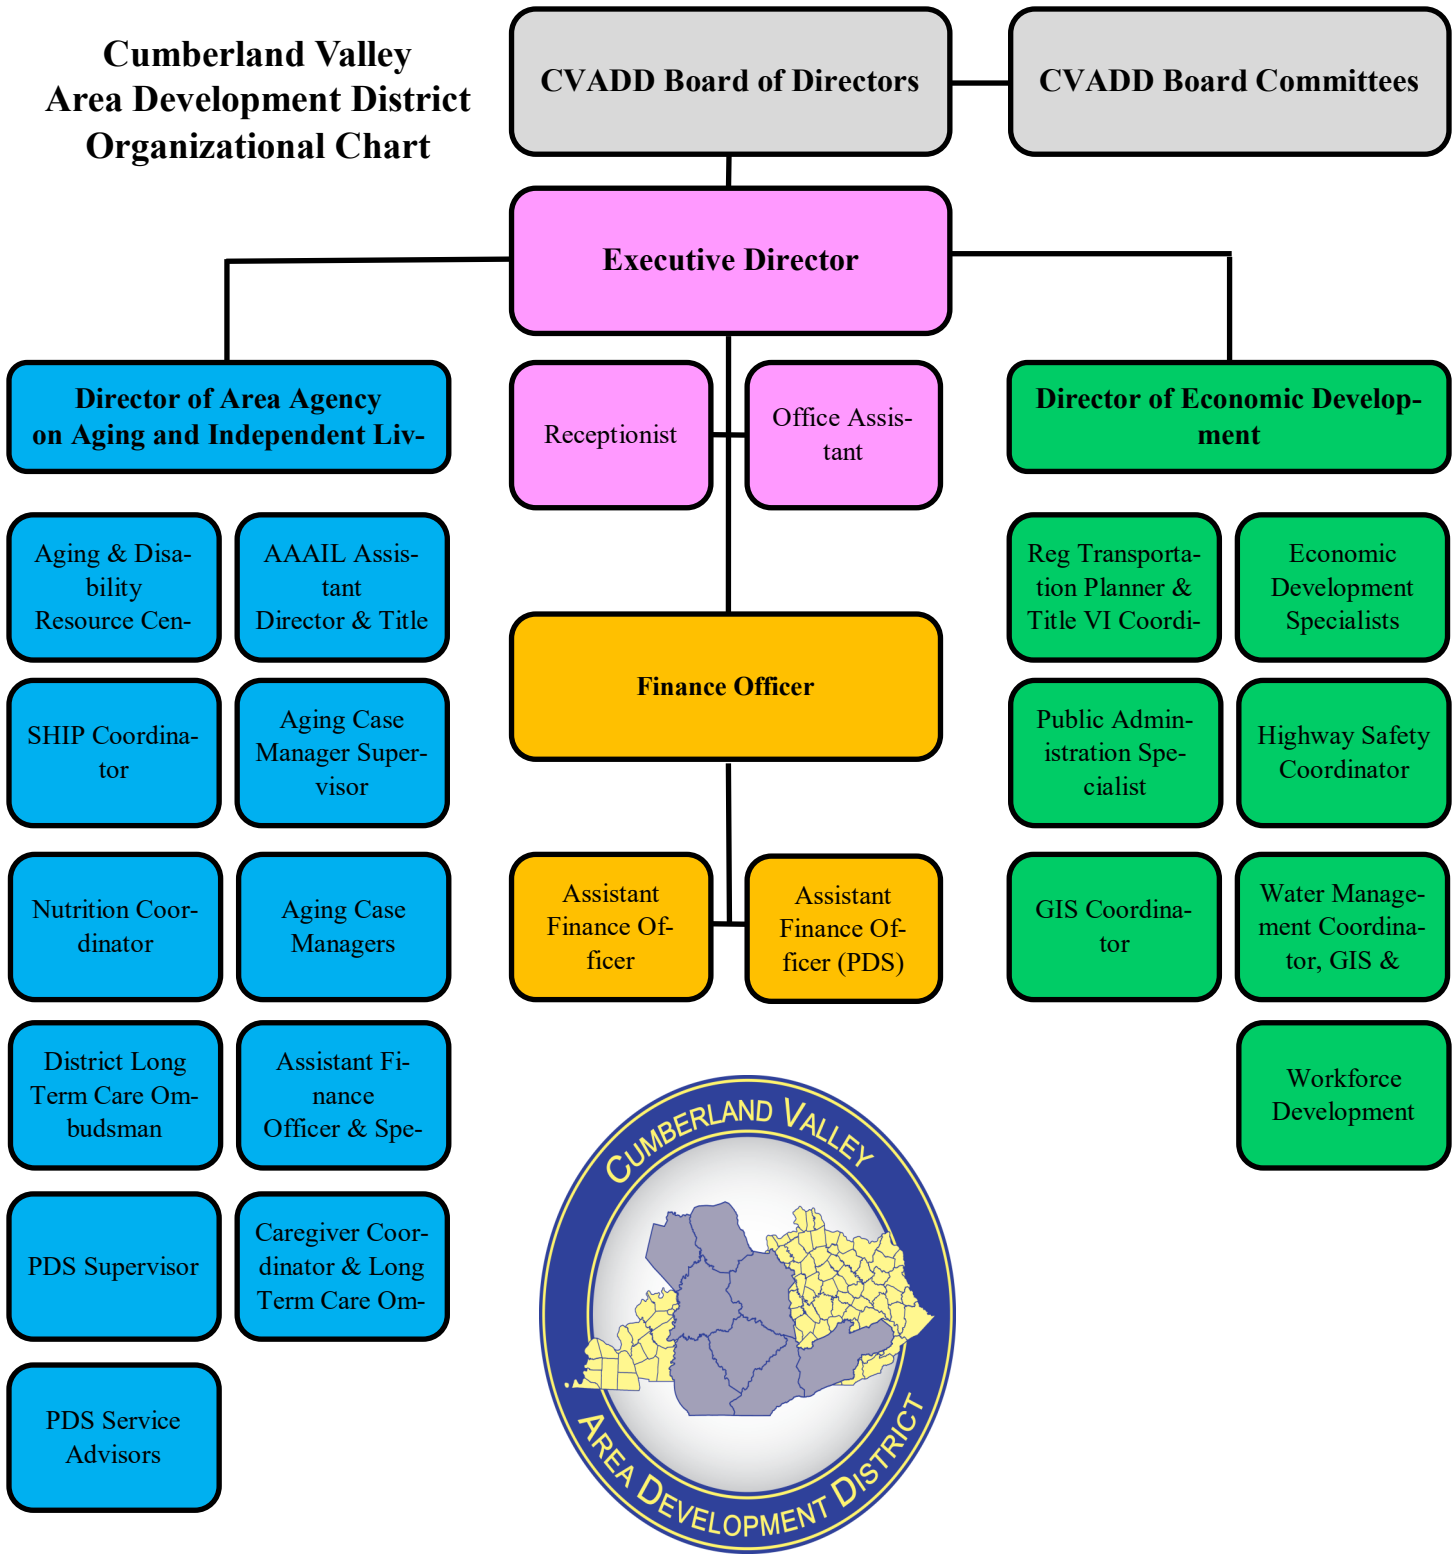 Cumberland Valley
Area Development District
Organizational Chart
CVADD Board of Directors
CVADD Board Committees
Executive Director
Director of Area Agency
on Aging and Independent Liv-
Receptionist
Office Assis-
tant
Director of Economic Develop-
ment
Aging & Disa-
bility
Resource Cen-
AAAIL Assis-
tant
Director & Title
Reg Transporta-
tion Planner &
Title VI Coordi-
Economic
Development
Specialists
Finance Officer
SHIP Coordina-
tor
Aging Case
Manager Super-
visor
Public Admin-
istration Spe-
cialist
Highway Safety
Coordinator
Nutrition Coor-
dinator
Aging Case
Managers
Assistant
Finance Of-
ficer
Assistant
Finance Of-
ficer (PDS)
GIS Coordina-
tor
Water Manage-
ment Coordina-
tor, GIS &
District Long
Term Care Om-
budsman
Assistant Fi-
nance
Officer & Spe-
Workforce
Development
PDS Supervisor
Caregiver Coor-
dinator & Long
Term Care Om-
PDS Service
Advisors
CUMBERLAND VALLEY
AREA DEVELOPMENT DISTRICT